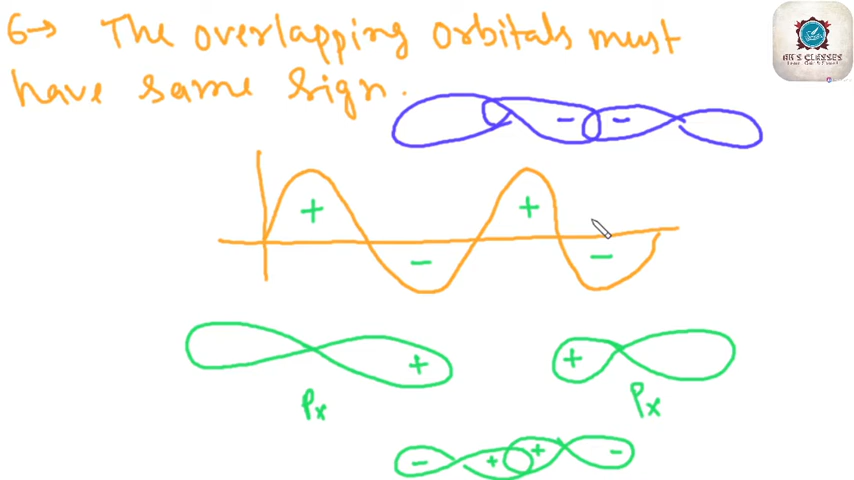 6→ The overlapping orbitals must
have same sign.
- -
+ +
- -
+ +
Px Px
- + + -